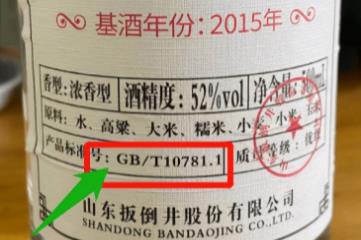 基酒年份：2015年
香型：浓香型 酒精度：52%vol 净含量：
原料：水、高粱、大米、糯米、小麦、玉米
产品标准号：GB/T10781.1 质量等级：优级
山东扳倒井股份有限公司
SHANDONG BANDAOJING CO., LTD.